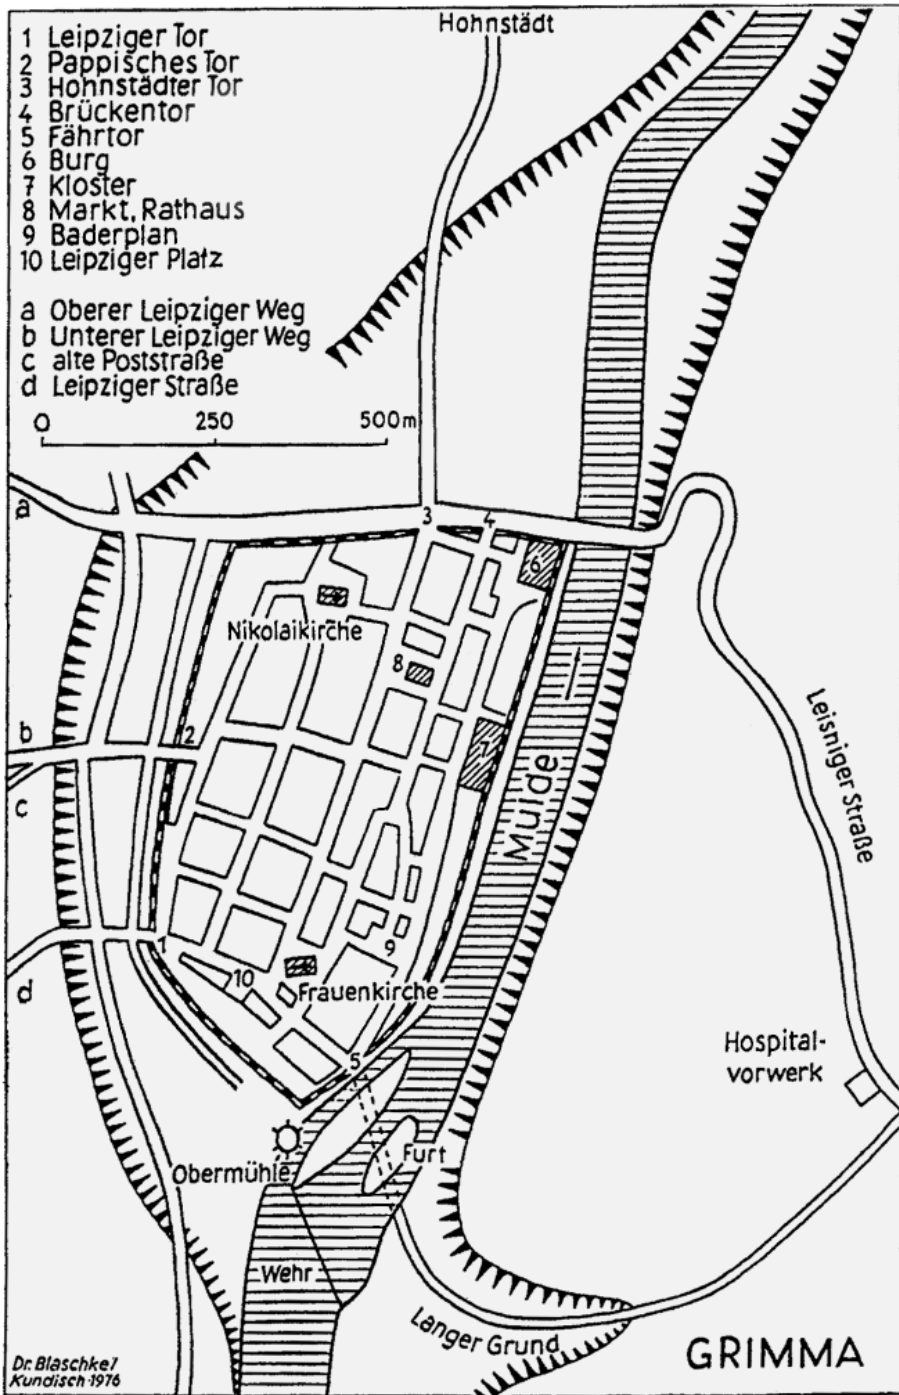 Hohnstädt
1 Leipziger Tor
2 Pappisches Tor
3 Hohnstädter Tor
4 Brückentor
5 Fährtor
6 Burg
7 Kloster
8 Markt, Rathaus
9 Baderplan
10 Leipziger Platz
a Oberer Leipziger Weg
b Unterer Leipziger Weg
c alte Poststraße
d Leipziger Straße
0 250 500m
a
3 4
6
Nikolaikirche
8
Leisniger Straße
b
2
7
Mulde
c
1
9
10
d
Frauenkirche
5
Hospital-
vorwerk
Furt
Obermühle
Wehr
Langer Grund
GRIMMA
Dr. Blaschke/
Kundisch 1976